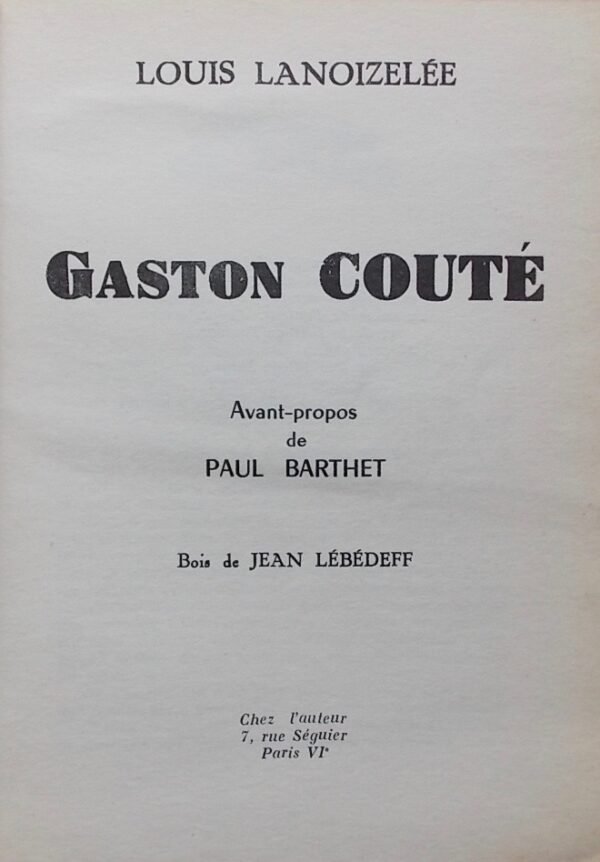 LOUIS LANOIZELÉE
GASTON COUTÉ
Avant-propos
de
PAUL BARTHET
Bois de JEAN LÉBÉDEFF
Chez l'auteur
7, rue Séguier
Paris VIe